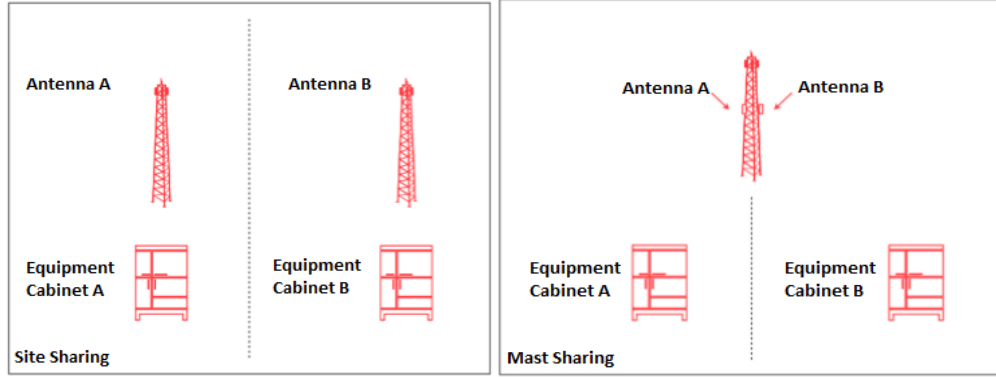 Antenna A
Antenna B
Equipment
Cabinet A
Equipment
Cabinet B
Site Sharing
Antenna A
Antenna B
Equipment
Cabinet A
Equipment
Cabinet B
Mast Sharing